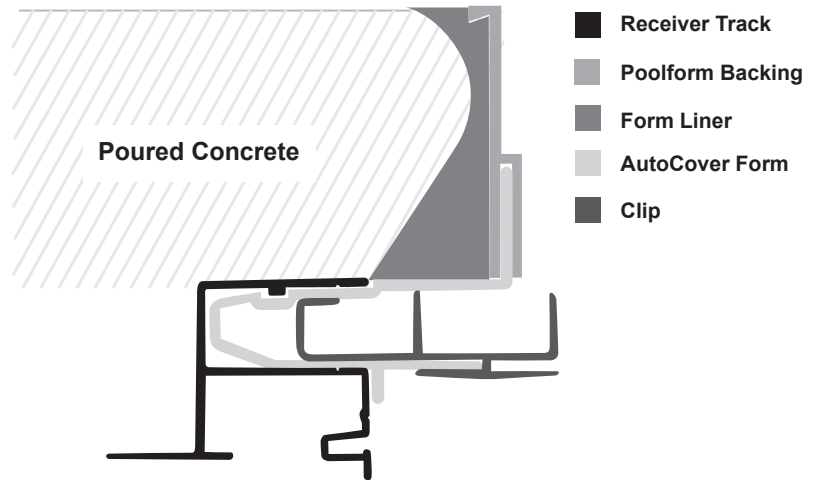 Poured Concrete
Receiver Track
Poolform Backing
Form Liner
AutoCover Form
Clip